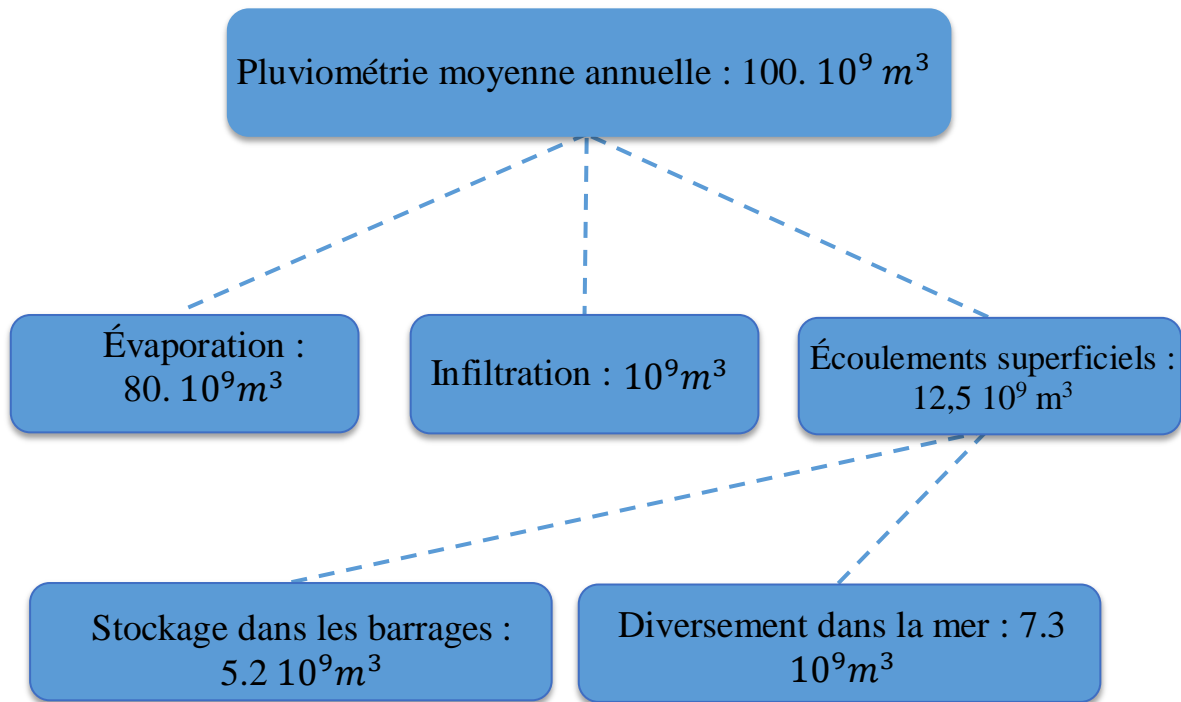 Pluviométrie moyenne annuelle : 100. 10⁹ m³
Évaporation :
80. 10⁹m³
Infiltration : 10⁹m³
Écoulements superficiels :
12,5 10⁹ m³
Stockage dans les barrages :
5.2 10⁹m³
Diversement dans la mer : 7.3
10⁹m³